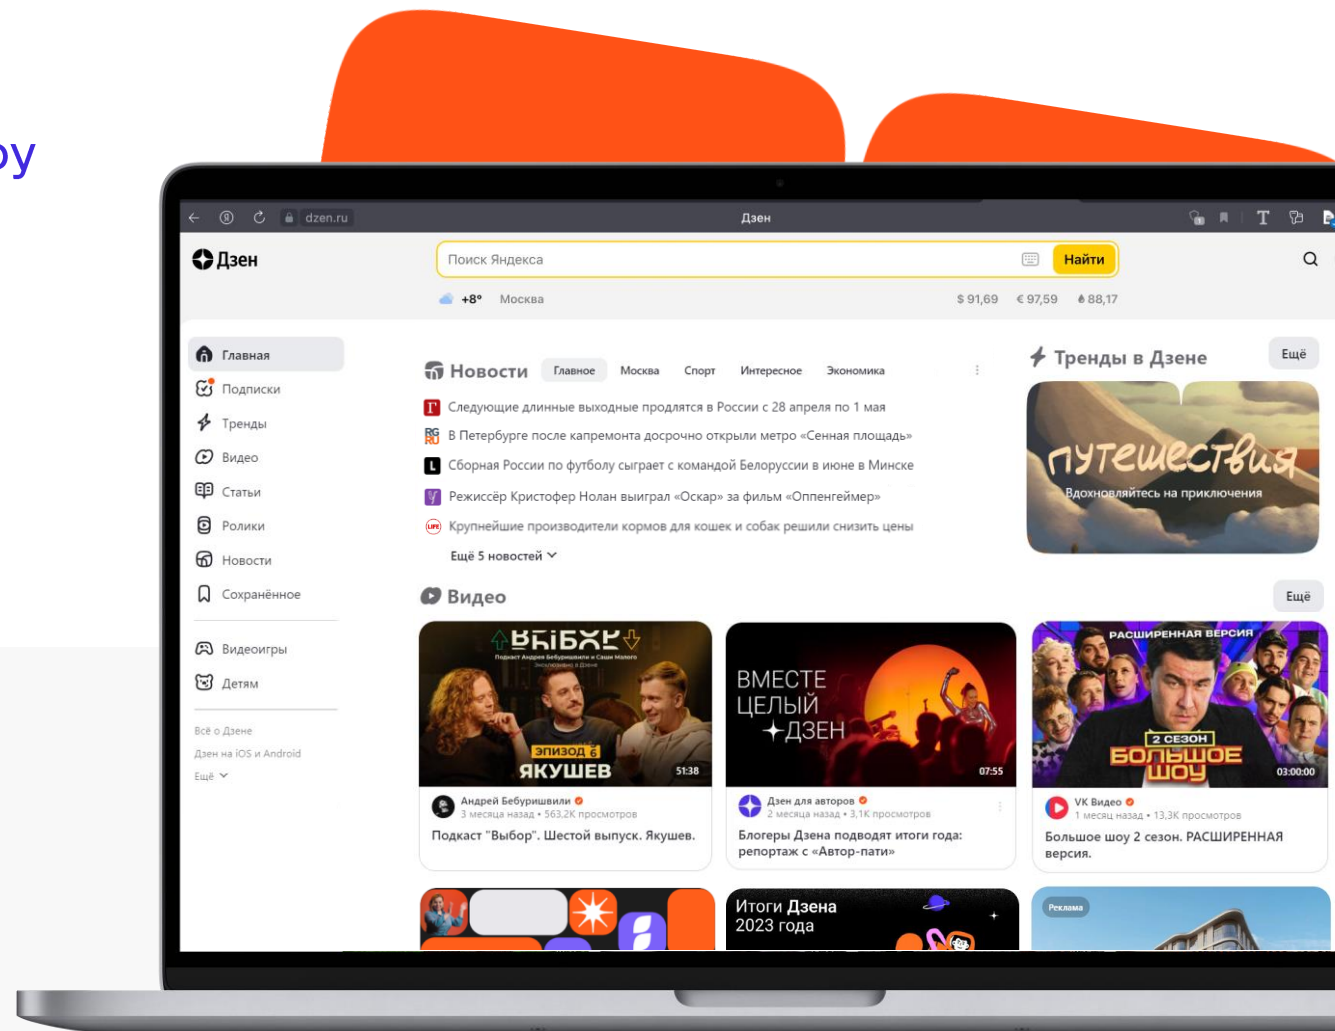 ру
dzen.ru
Дзен
Дзен
Поиск Яндекса
Найти
+8° Москва
$ 91,69 € 97,59 88,17
Главная
Подписки
Тренды
Видео
Статьи
Ролики
Новости
Сохранённое
Видеоигры
Детям
Всё о Дзене
Дзен на iOS и Android
Ещё
Новости
Главное Москва Спорт Интересное Экономика
Следующие длинные выходные продлятся в России с 28 апреля по 1 мая
В Петербурге после капремонта досрочно открыли метро «Сенная площадь»
Сборная России по футболу сыграет с командой Белоруссии в июне в Минске
Режиссёр Кристофер Нолан выиграл «Оскар» за фильм «Оппенгеймер»
LIFE
Крупнейшие производители кормов для кошек и собак решили снизить цены
Ещё 5 новостей
Тренды в Дзене
Ещё
путешествия
Вдохновляйтесь на приключения
Видео
Ещё
ВЫБОР
Подкаст Андрея Бебуришвили и Саши Малого
Эксклюзивно в Дзене
ЭПИЗОД 6
ЯКУШЕВ
51:38
Андрей Бебуришвили
3 месяца назад • 563,2K просмотров
Подкаст "Выбор". Шестой выпуск. Якушев.
ВМЕСТЕ
ЦЕЛЫЙ
ДЗЕН
07:55
Дзен для авторов
2 месяца назад • 3,1K просмотров
Блогеры Дзена подводят итоги года:
репортаж с «Автор-пати»
РАСШИРЕННАЯ ВЕРСИЯ
2 СЕЗОН
БОЛЬШОЕ
ШОУ
03:00:00
VK Видео
1 месяц назад • 13,3K просмотров
Большое шоу 2 сезон. РАСШИРЕННАЯ
версия.
Итоги Дзена
2023 года
Реклама